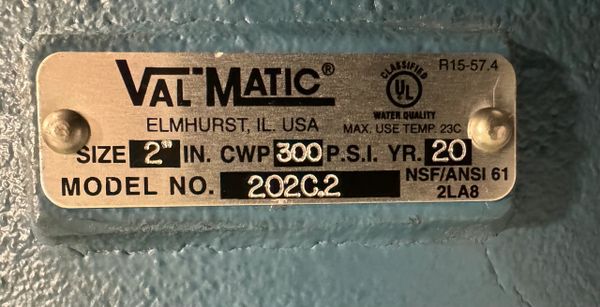 R15-57.4
VAL-MATIC®
CLASSIFIED
UL
WATER QUALITY
ELMHURST, IL. USA
MAX. USE TEMP. 23C
SIZE 2" IN. CWP 300 P.S.I. YR. 20
MODEL NO. 202C.2
NSF/ANSI 61
2LA8